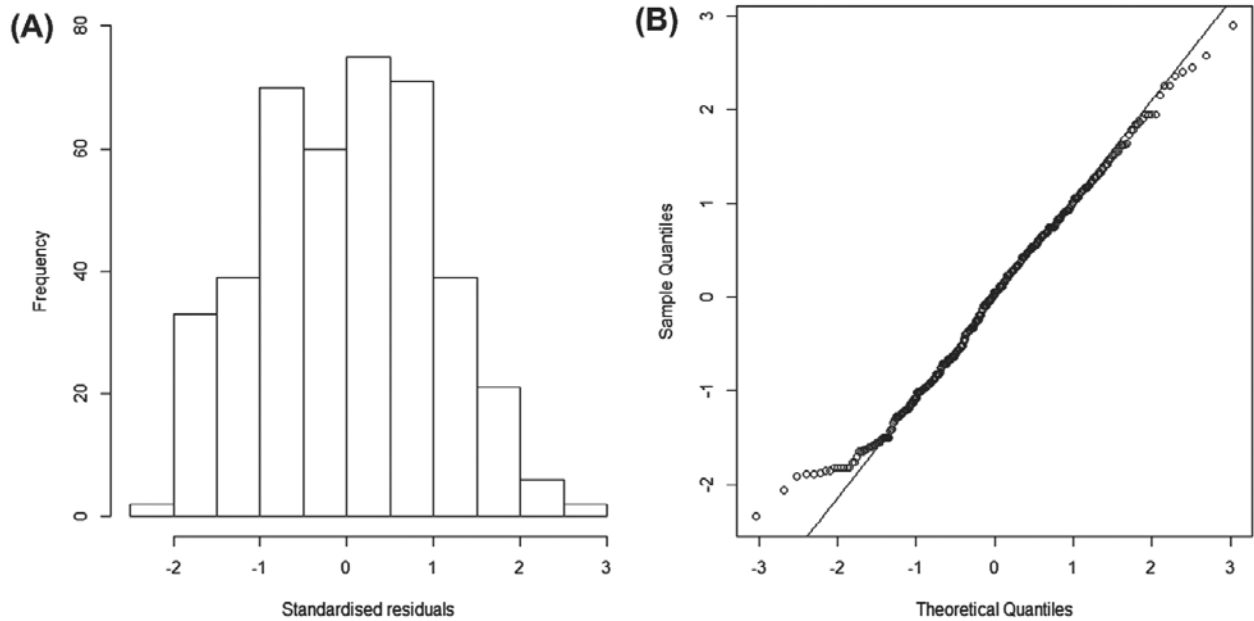 (A)
80
60
40
20
0
Frequency
-2 -1 0 1 2 3
Standardised residuals
(B)
3
2
1
0
-1
-2
Sample Quantiles
-3 -2 -1 0 1 2 3
Theoretical Quantiles